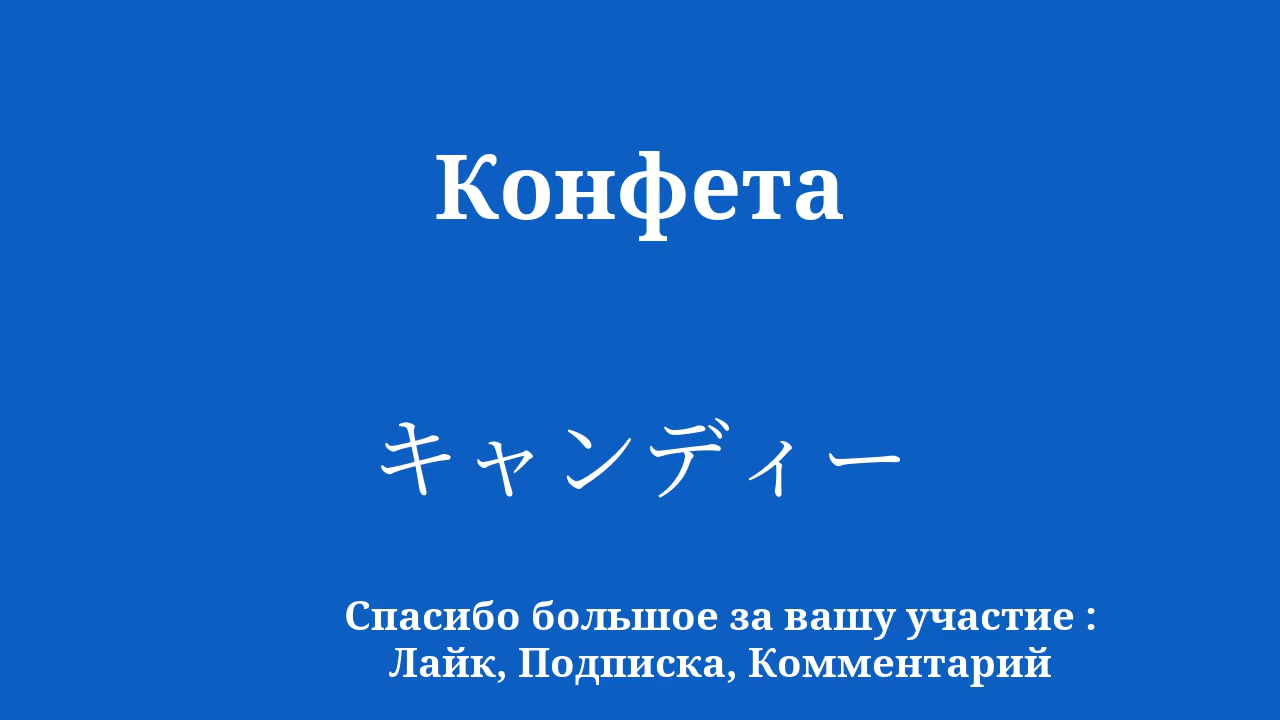 Конфета
キャンディー
Спасибо большое за вашу участие :
Лайк, Подписка, Комментарий